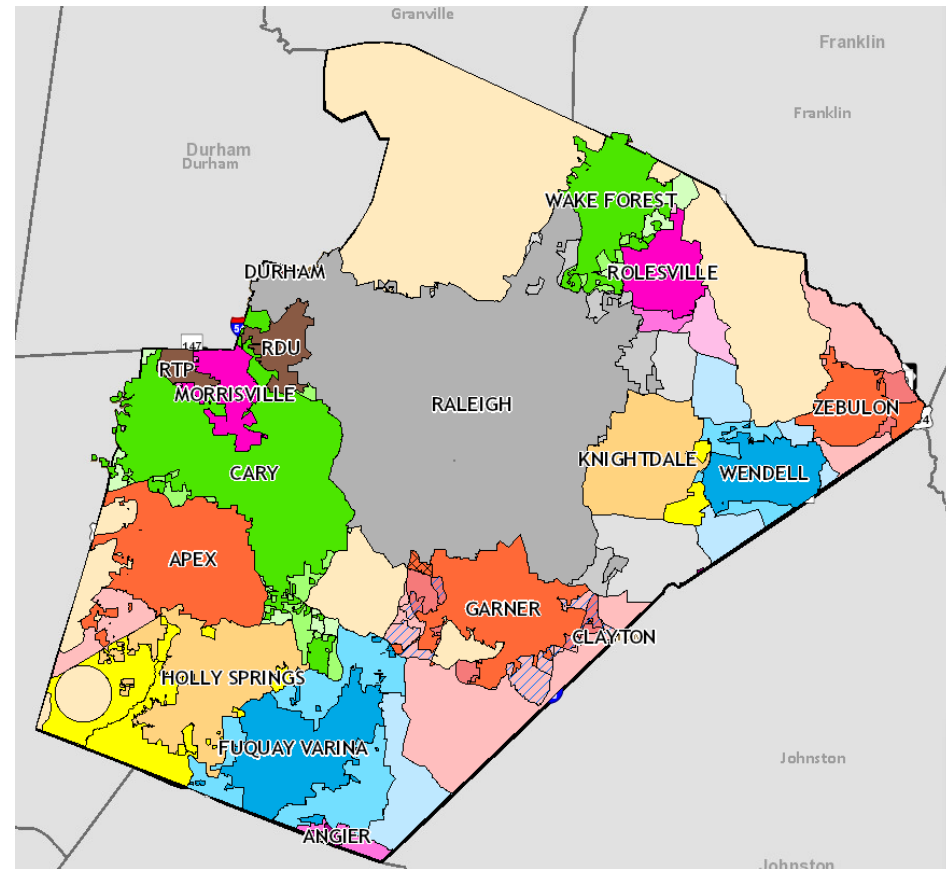 Granville
Franklin
Franklin
Durham
Durham
WAKE FOREST
DURHAM
ROLESVILLE
147
RDU
RTP
MORRISVILLE
RALEIGH
ZEBULON
KNIGHTDALE
CARY
WENDELL
APEX
GARNER
CLAYTON
HOLLY SPRINGS
FUQUAY VARINA
Johnston
ANGIER
Johnston